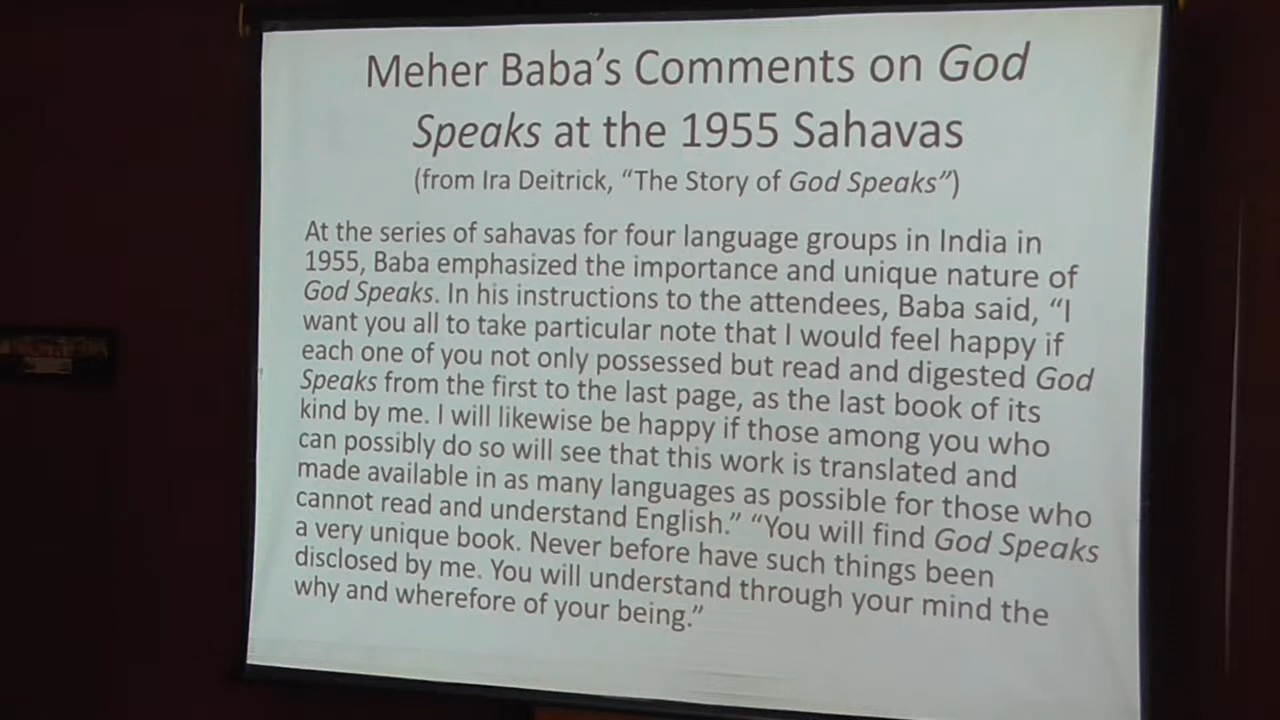 Meher Baba's Comments on God
Speaks at the 1955 Sahavas
(from Ira Deitrick, "The Story of God Speaks")
At the series of sahavas for four language groups in India in
1955, Baba emphasized the importance and unique nature of
God Speaks. In his instructions to the attendees, Baba said, "I
want you all to take particular note that I would feel happy if
each one of you not only possessed but read and digested God
Speaks from the first to the last page, as the last book of its
kind by me. I will likewise be happy if those among you who
can possibly do so will see that this work is translated and
made available in as many languages as possible for those who
cannot read and understand English." "You will find God Speaks
a very unique book. Never before have such things been
disclosed by me. You will understand through your mind the
why and wherefore of your being."